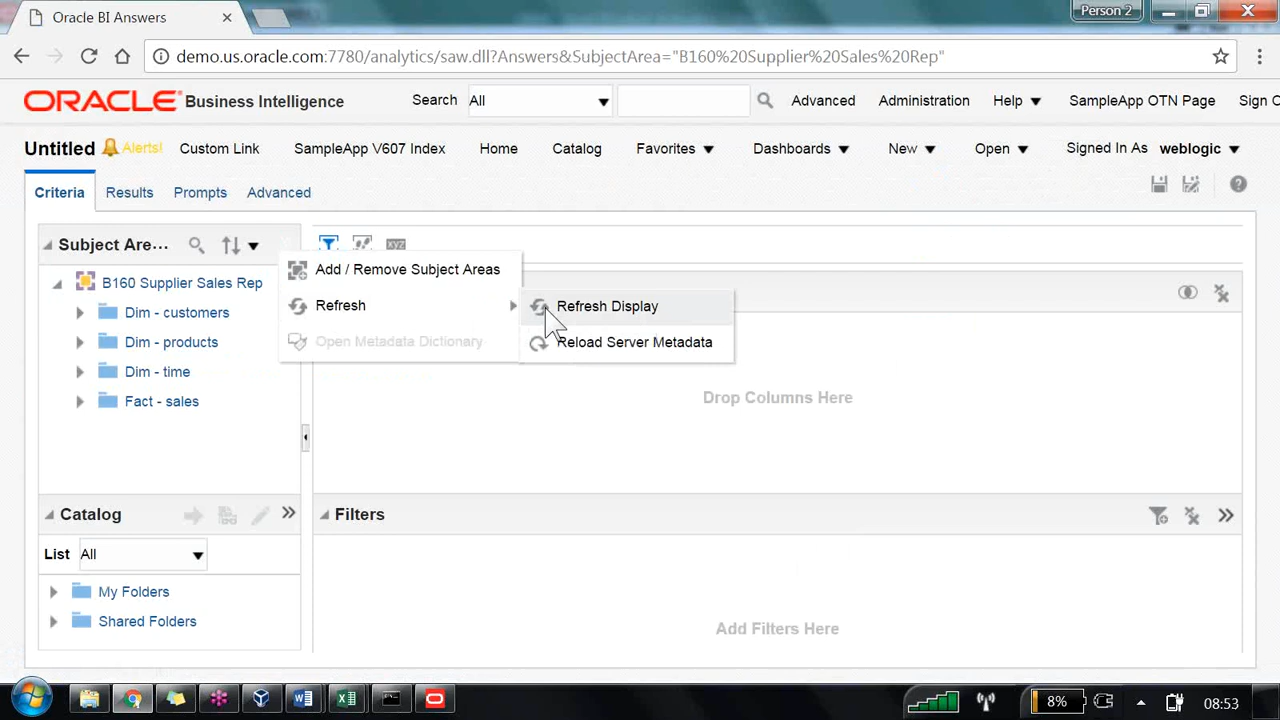 Oracle BI Answers
Person 2
demo.us.oracle.com:7780/analytics/saw.dll?Answers&SubjectArea="B160%20Supplier%20Sales%20Rep"
ORACLE® Business Intelligence
Search All Advanced Administration Help SampleApp OTN Page Sign O
Untitled Alerts! Custom Link SampleApp V607 Index Home Catalog Favorites Dashboards New Open Signed In As weblogic
Criteria Results Prompts Advanced
Subject Are...
xyz
Add / Remove Subject Areas
B160 Supplier Sales Rep
Refresh
Refresh Display
Dim - customers
Open Metadata Dictionary
Reload Server Metadata
Dim - products
Dim - time
Fact - sales
Drop Columns Here
Catalog
Filters
List All
My Folders
Shared Folders
Add Filters Here
8%
08:53